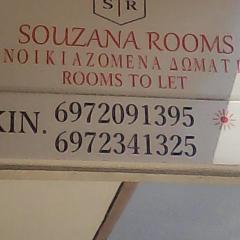 S R
SOUZANA ROOMS
ΝΟΙΚΙΑΖΟΜΕΝΑ ΔΩΜΑΤΙ
ROOMS TO LET
ΚΙΝ. 6972091395
6972341325